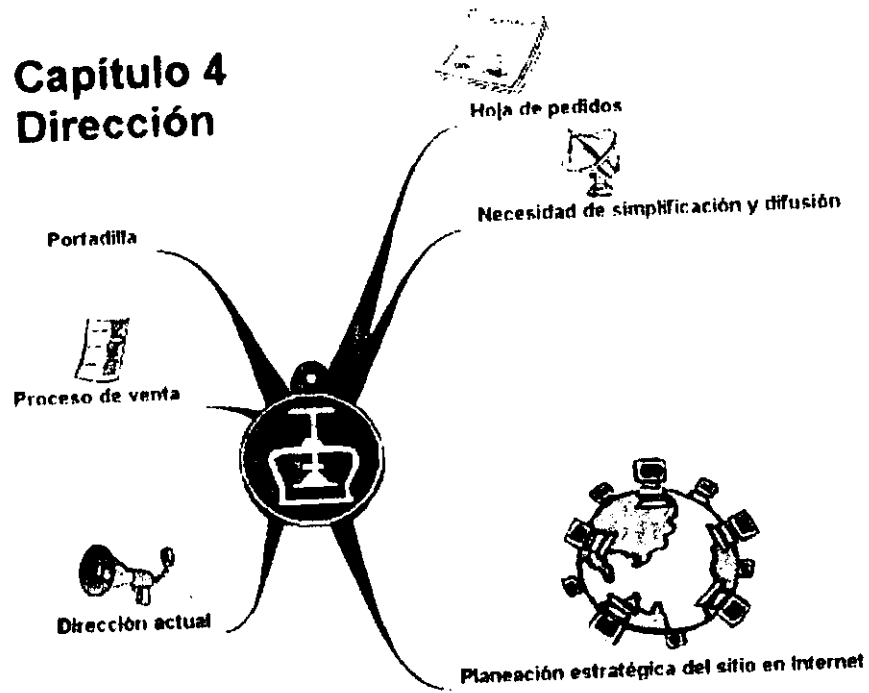 Capítulo 4
Dirección
Hoja de pedidos
Necesidad de simplificación y difusión
Portadilla
Proceso de venta
Dirección actual
Planeación estratégica del sitio en Internet